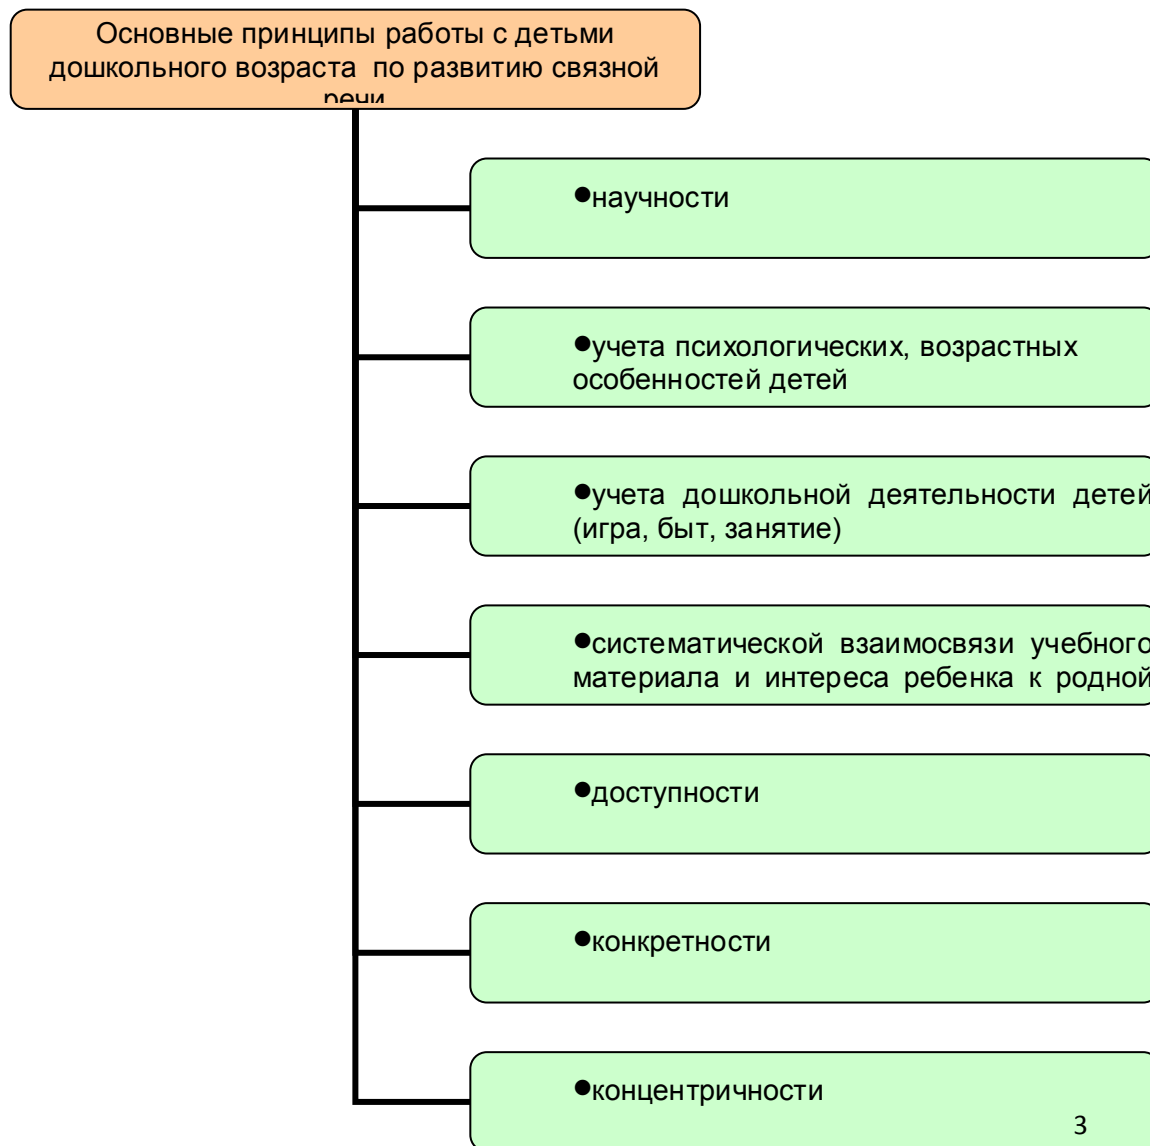 Основные принципы работы с детьми
дошкольного возраста по развитию связной
речи
●научности
●учета психологических, возрастных
особенностей детей
●учета дошкольной деятельности детей
(игра, быт, занятие)
●систематической взаимосвязи учебного
материала и интереса ребенка к родной
●доступности
●конкретности
●концентричности
3